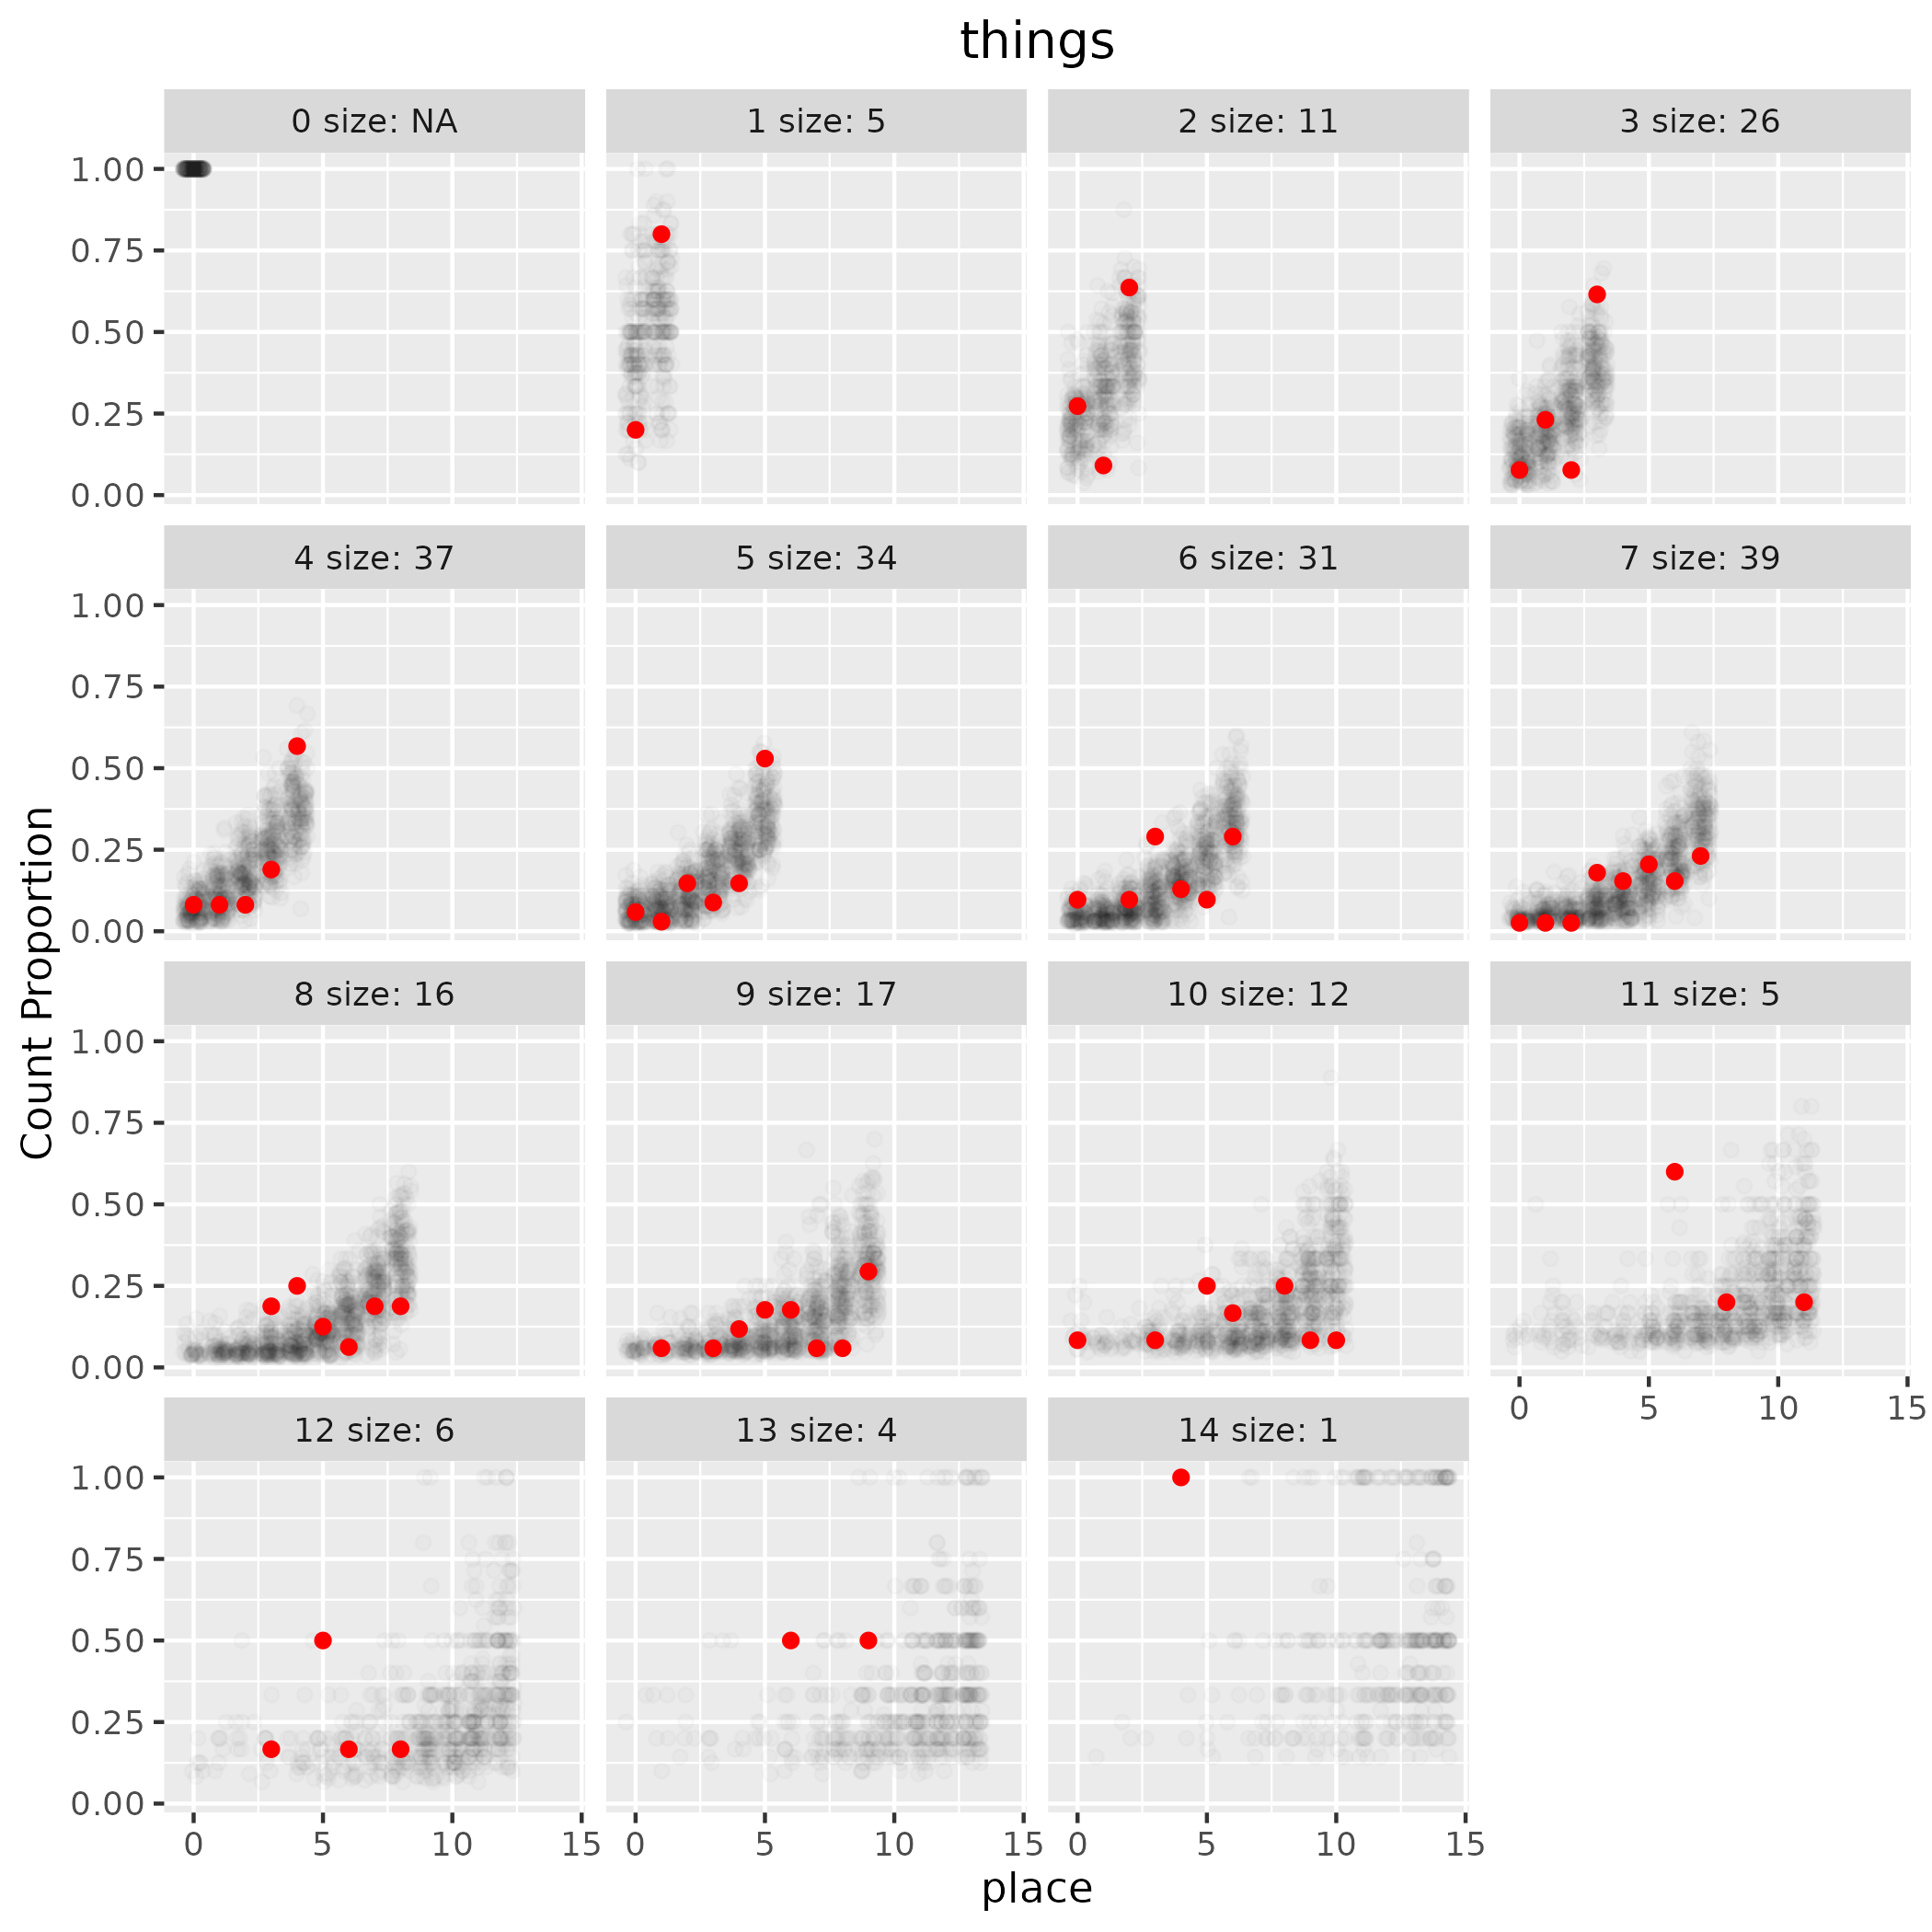 things
0 size: NA
1 size: 5
2 size: 11
3 size: 26
1.00
0.75
0.50
0.25
0.00
4 size: 37
5 size: 34
6 size: 31
7 size: 39
1.00
0.75
0.50
0.25
0.00
Count Proportion
8 size: 16
9 size: 17
10 size: 12
11 size: 5
1.00
0.75
0.50
0.25
0.00
0 5 10 15
12 size: 6
13 size: 4
14 size: 1
1.00
0.75
0.50
0.25
0.00
0 5 10 15
0 5 10 15
0 5 10 15
place